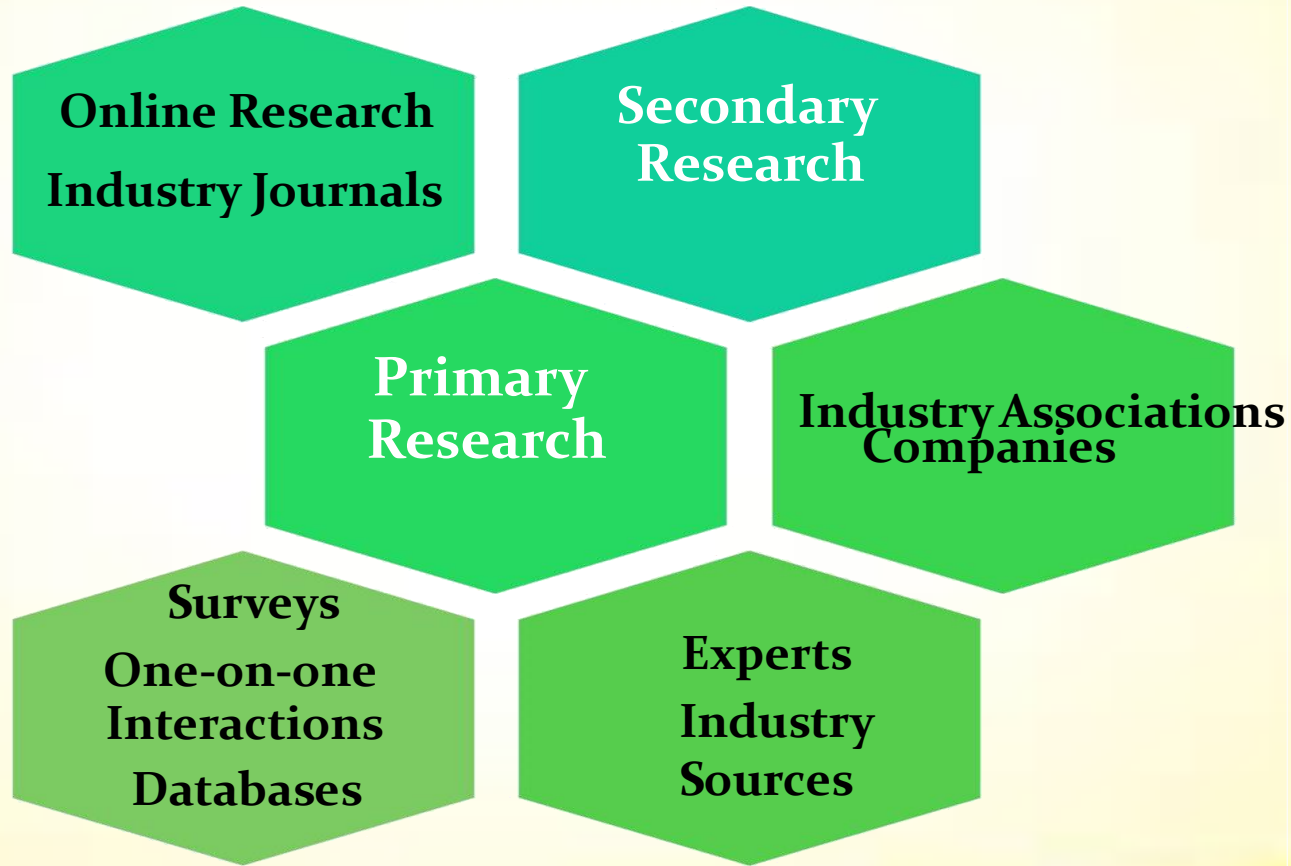 Online Research
Industry Journals
Secondary
Research
Primary
Research
Industry Associations
Companies
Surveys
One-on-one
Interactions
Databases
Experts
Industry
Sources